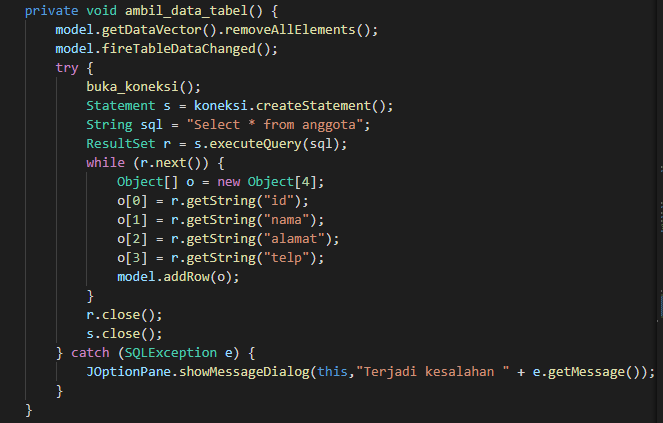 private void ambil_data_tabel() {
model.getDataVector().removeAllElements();
model.fireTableDataChanged();
try {
buka_koneksi();
Statement s = koneksi.createStatement();
String sql = "Select * from anggota";
ResultSet r = s.executeQuery(sql);
while (r.next()) {
Object[] o = new Object[4];
o[0] = r.getString("id");
o[1] = r.getString("nama");
o[2] = r.getString("alamat");
o[3] = r.getString("telp");
model.addRow(o);
}
r.close();
s.close();
} catch (SQLException e) {
JOptionPane.showMessageDialog(this,"Terjadi kesalahan " + e.getMessage());
}
}